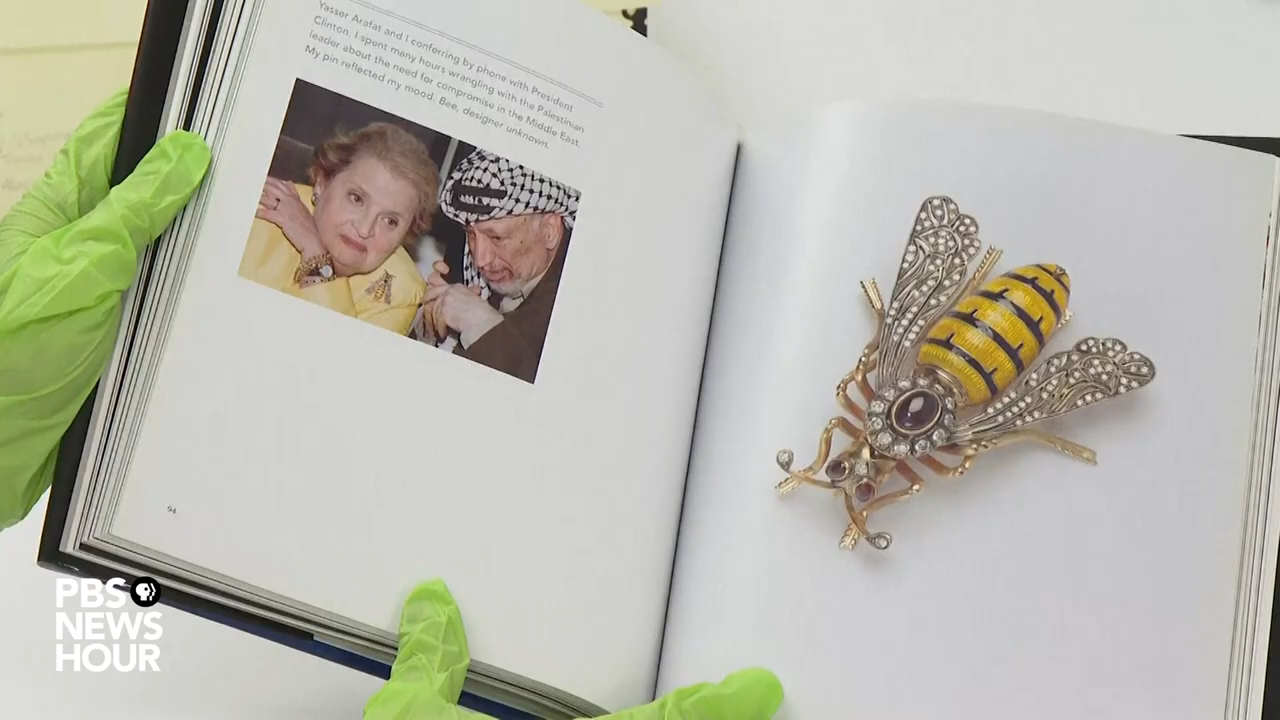 Yasser Arafat and I conferring by phone with President
Clinton. I spent many hours wrangling with the Palestinian
leader about the need for compromise in the Middle East.
My pin reflected my mood. Bee, designer unknown.
94
PBS
NEWS
HOUR